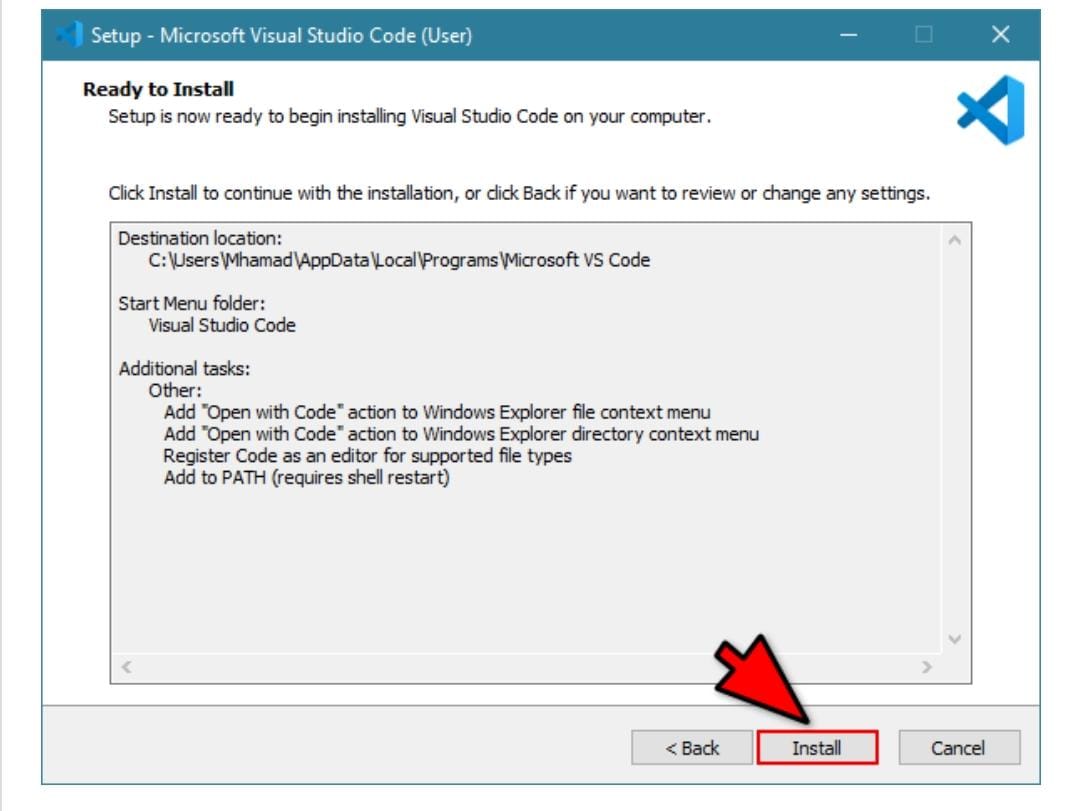 Setup - Microsoft Visual Studio Code (User)
Ready to Install
Setup is now ready to begin installing Visual Studio Code on your computer.
Click Install to continue with the installation, or click Back if you want to review or change any settings.
Destination location:
C:\Users\Mhamad\AppData\Local\Programs\Microsoft VS Code
Start Menu folder:
Visual Studio Code
Additional tasks:
Other:
Add "Open with Code" action to Windows Explorer file context menu
Add "Open with Code" action to Windows Explorer directory context menu
Register Code as an editor for supported file types
Add to PATH (requires shell restart)
< Back
Install
Cancel